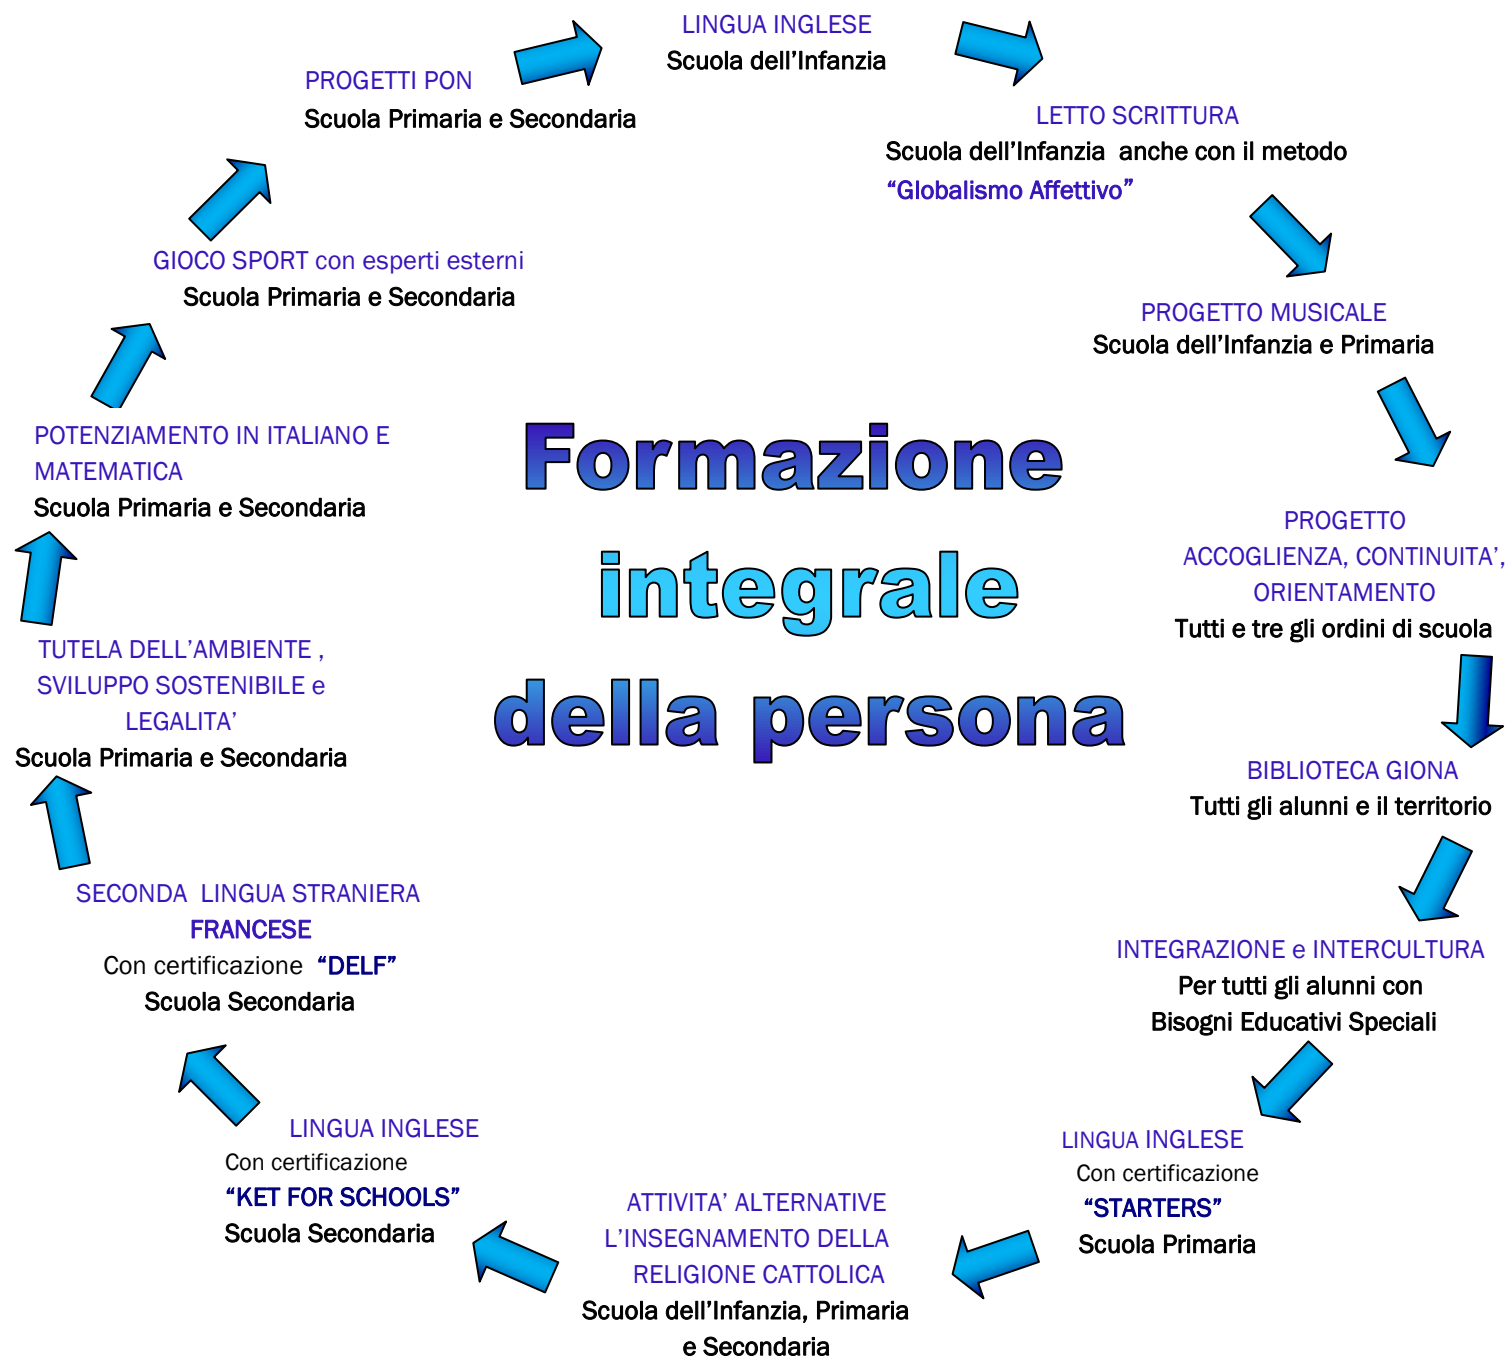 LINGUA INGLESE
Scuola dell’Infanzia
LETTO SCRITTURA
Scuola dell’Infanzia  anche con il metodo
“Globalismo Affettivo”
PROGETTO MUSICALE
Scuola dell’Infanzia e Primaria
PROGETTO
ACCOGLIENZA, CONTINUITA’,
ORIENTAMENTO
Tutti e tre gli ordini di scuola
BIBLIOTECA GIONA
Tutti gli alunni e il territorio
INTEGRAZIONE e INTERCULTURA
Per tutti gli alunni con
Bisogni Educativi Speciali
LINGUA INGLESE
Con certificazione
“STARTERS”
Scuola Primaria
ATTIVITA’ ALTERNATIVE
L’INSEGNAMENTO DELLA
RELIGIONE CATTOLICA
Scuola dell’Infanzia, Primaria
e Secondaria
LINGUA INGLESE
Con certificazione
“KET FOR SCHOOLS”
Scuola Secondaria
SECONDA  LINGUA STRANIERA
FRANCESE
Con certificazione  “DELF”
Scuola Secondaria
TUTELA DELL’AMBIENTE ,
SVILUPPO SOSTENIBILE e
LEGALITA’
Scuola Primaria e Secondaria
POTENZIAMENTO IN ITALIANO E
MATEMATICA
Scuola Primaria e Secondaria
GIOCO SPORT con esperti esterni
Scuola Primaria e Secondaria
PROGETTI PON
Scuola Primaria e Secondaria
Formazione
integrale
della persona